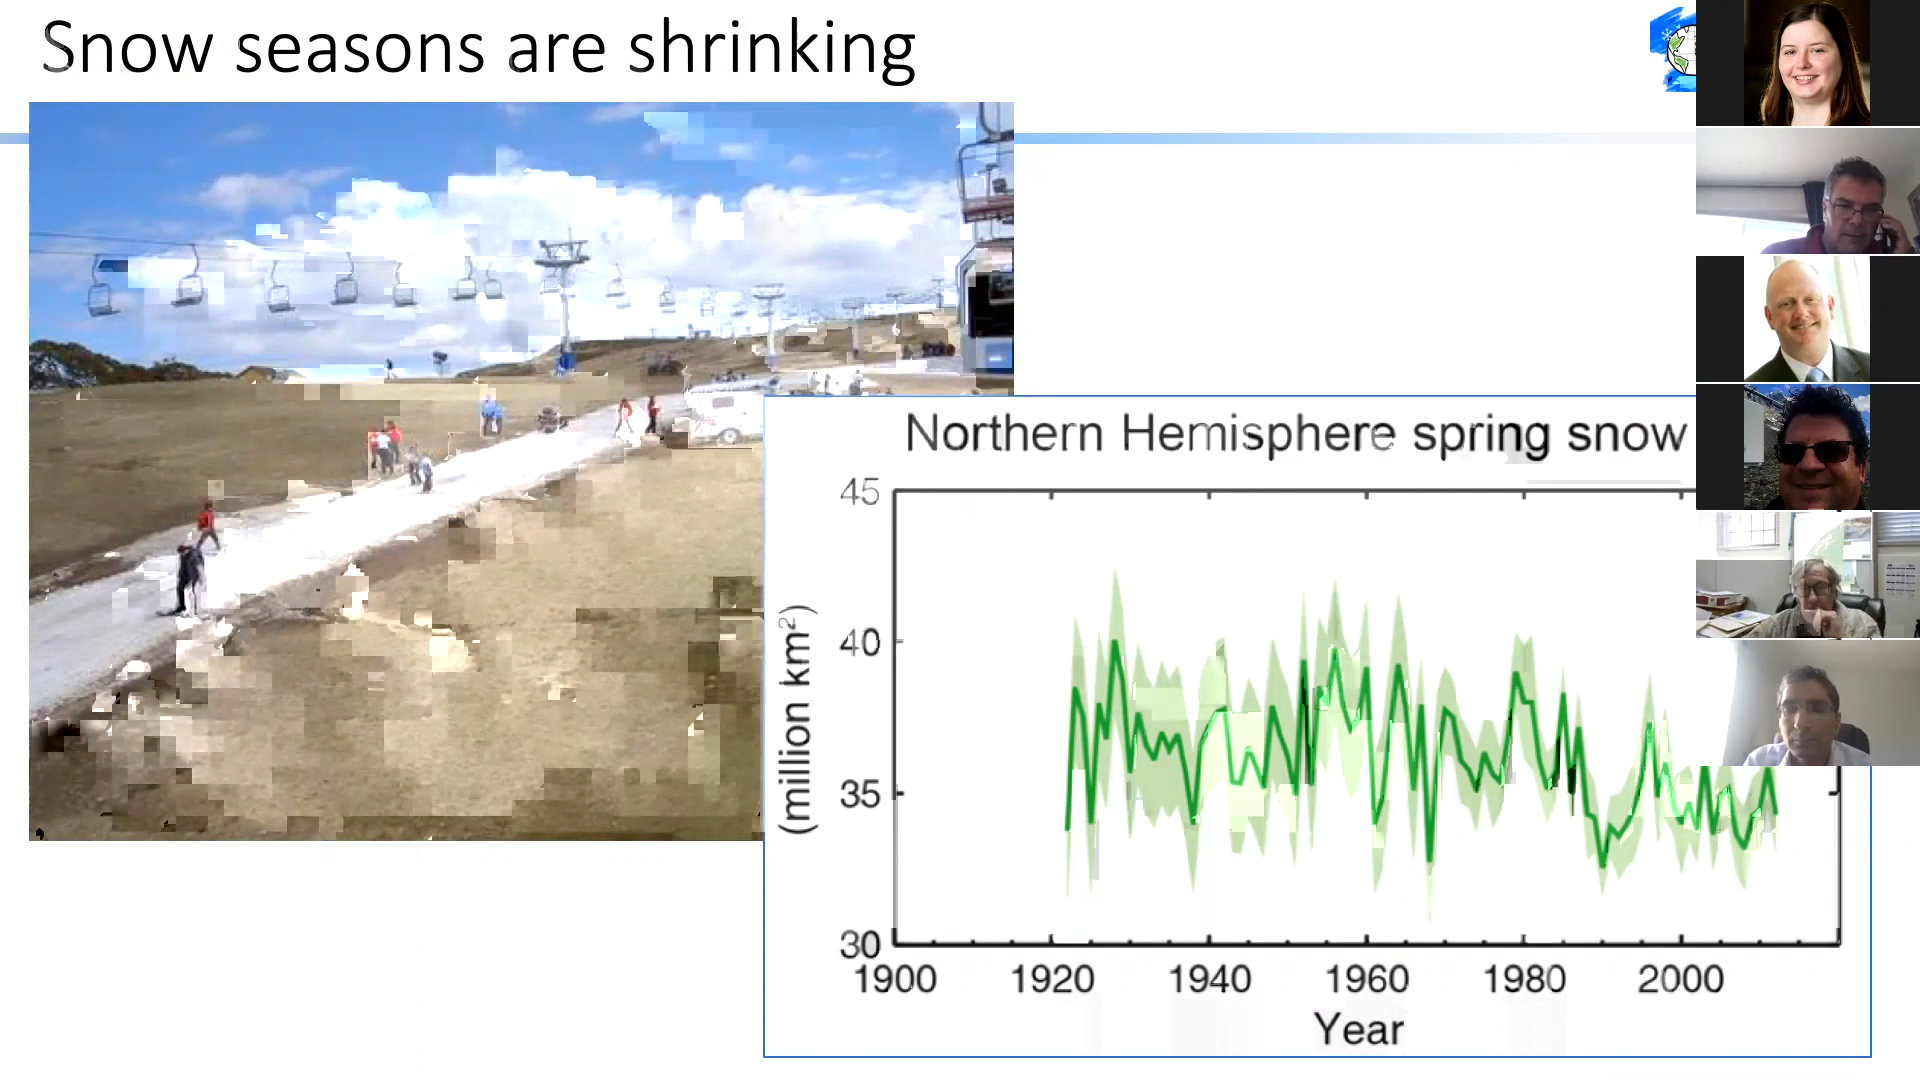 Snow seasons are shrinking
Northern Hemisphere spring snow
45
40
35
30
(million km²)
1900 1920 1940 1960 1980 2000
Year